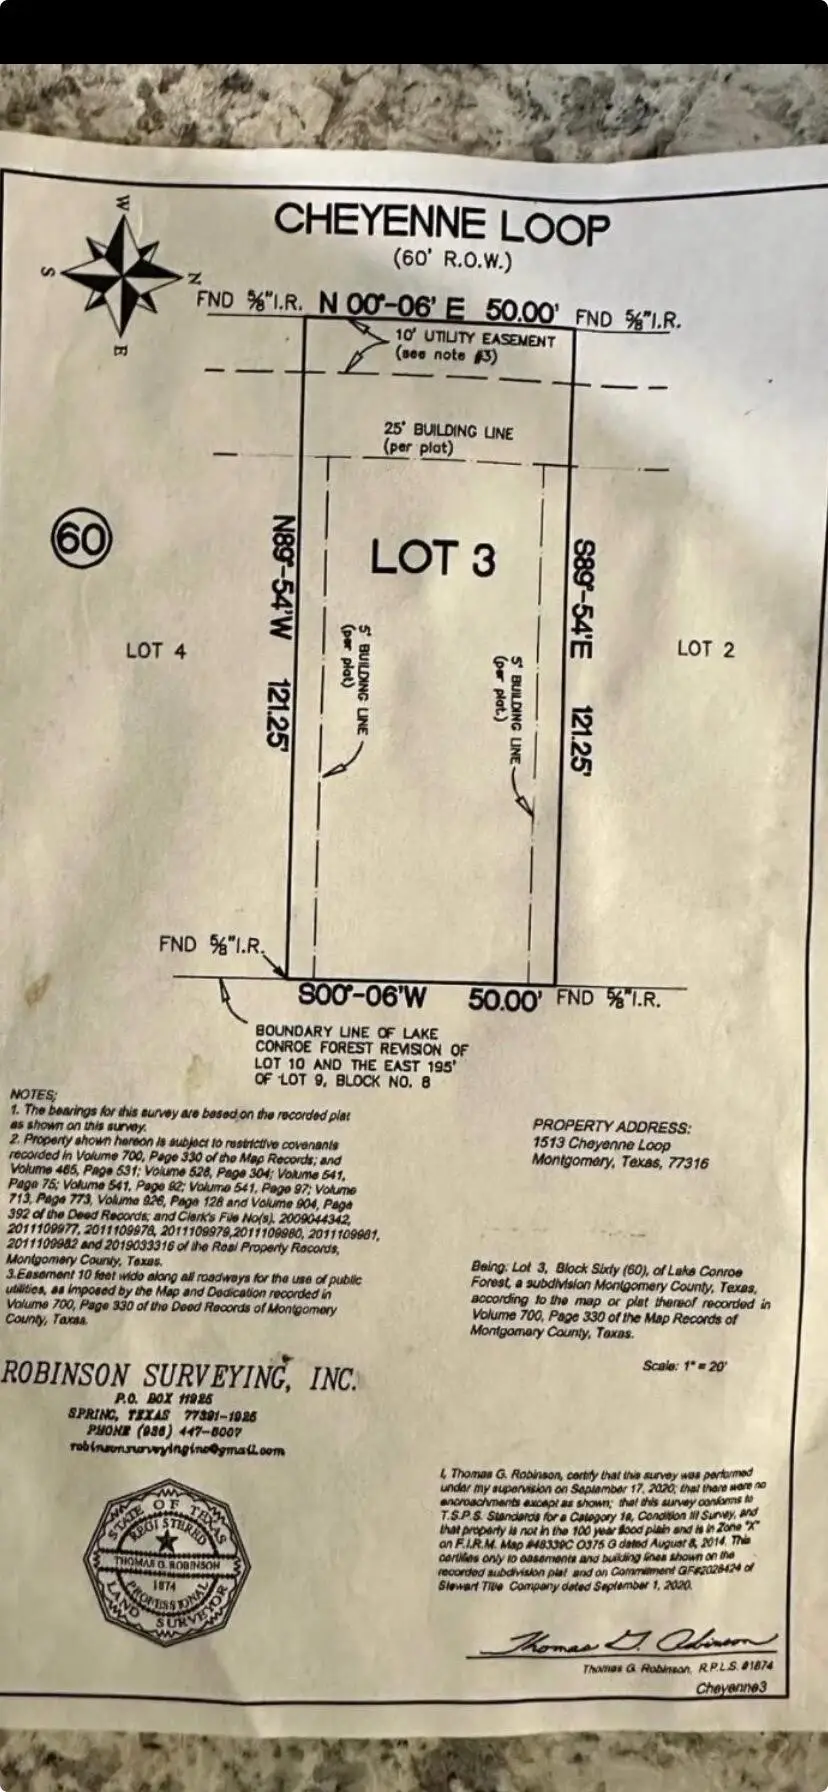 W
S
N
E
CHEYENNE LOOP
(60' R.O.W.)
FND 5/8"I.R. N 00°-06' E 50.00' FND 5/8"I.R.
10' UTILITY EASEMENT
(see note #3)
25' BUILDING LINE
(per plat)
60
LOT 3
N89°-54'W 121.25'
S89°-54'E 121.25'
LOT 4
LOT 2
5' BUILDING LINE
(per plat)
5' BUILDING LINE
(per plat.)
FND 5/8"I.R.
S00°-06'W 50.00' FND 5/8"I.R.
BOUNDARY LINE OF LAKE
CONROE FOREST REVISION OF
LOT 10 AND THE EAST 195'
OF LOT 9, BLOCK NO. 8
NOTES;
1. The bearings for this survey are based on the recorded plat
as shown on this survey.
2. Property shown hereon is subject to restrictive covenants
recorded in Volume 700, Page 330 of the Map Records; and
Volume 465, Page 531; Volume 528, Page 304; Volume 541,
Page 75; Volume 541, Page 92; Volume 541, Page 97; Volume
713, Page 773, Volume 926, Page 128 and Volume 904, Page
392 of the Deed Records; and Clerk's File No(s). 2009044342,
2011109977, 2011109978, 2011109979,2011109980, 2011109981,
2011109982 and 2019033316 of the Real Property Records,
Montgomery County, Texas.
3.Easement 10 feet wide along all roadways for the use of public
utilities, as imposed by the Map and Dedication recorded in
Volume 700, Page 330 of the Deed Records of Montgomery
County, Texas.
PROPERTY ADDRESS:
1513 Cheyenne Loop
Montgomery, Texas, 77316
Being: Lot 3, Block Sixty (60), of Lake Conroe
Forest, a subdivision Montgomery County, Texas,
according to the map or plat thereof recorded in
Volume 700, Page 330 of the Map Records of
Montgomery County, Texas.
Scale: 1" = 20'
ROBINSON SURVEYING, INC.
P.O. BOX 11925
SPRING, TEXAS 77391-1925
PHONE (936) 447-6007
robinsonsurveyinginc@gmail.com
STATE OF TEXAS
REGISTERED
THOMAS G. ROBINSON
1874
PROFESSIONAL
LAND SURVEYOR
I, Thomas G. Robinson, certify that this survey was performed
under my supervision on September 17, 2020; that there were no
encroachments except as shown; that this survey conforms to
T.S.P.S. Standards for a Category 1a, Condition III Survey, and
that property is not in the 100 year flood plain and is in Zone "X"
on F.I.R.M. Map #48339C 0375 G dated August 8, 2014. This
certifies only to easements and building lines shown on the
recorded subdivision plat and on Commitment GF#2028424 of
Stewart Title Company dated September 1, 2020.
Thomas G. Robinson
Thomas G. Robinson, R.P.L.S. #1874
Cheyenne3